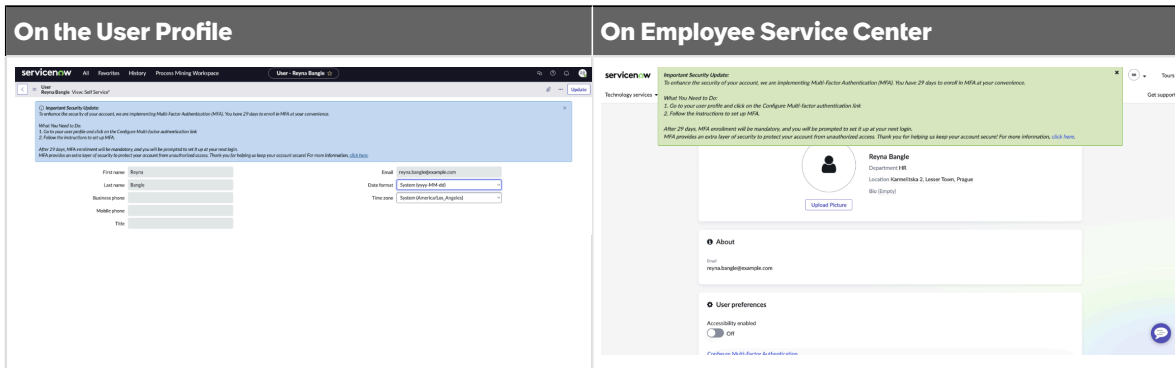 On the User Profile
servicenow All Favorites History Process Mining Workspace User - Reyna Bangle ☆
User
Reyna Bangle View: Self Service*
Update
Important Security Update:
To enhance the security of your account, we are implementing Multi-Factor Authentication (MFA). You have 29 days to enroll in MFA at your convenience.
What You Need to Do:
1. Go to your user profile and click on the Configure Multi-factor authentication link
2. Follow the instructions to set up MFA.
After 29 days, MFA enrollment will be mandatory, and you will be prompted to set it up at your next login.
MFA provides an extra layer of security to protect your account from unauthorized access. Thank you for helping us keep your account secure! For more information, click here.
First name Reyna
Last name Bangle
Business phone
Mobile phone
Title
Email reyna.bangle@example.com
Date format System (yyyy-MM-dd)
Time zone System (America/Los_Angeles)
On Employee Service Center
servicenow
Tours
Technology services
Get support
Important Security Update:
To enhance the security of your account, we are implementing Multi-Factor Authentication (MFA). You have 29 days to enroll in MFA at your convenience.
What You Need to Do:
1. Go to your user profile and click on the Configure Multi-factor authentication link
2. Follow the instructions to set up MFA.
After 29 days, MFA enrollment will be mandatory, and you will be prompted to set it up at your next login.
MFA provides an extra layer of security to protect your account from unauthorized access. Thank you for helping us keep your account secure! For more information, click here.
Reyna Bangle
Department HR
Location Karmelitska 2, Lesser Town, Prague
Bio (Empty)
Upload Picture
About
Email
reyna.bangle@example.com
User preferences
Accessibility enabled
Off
Configure Multi-Factor Authentication